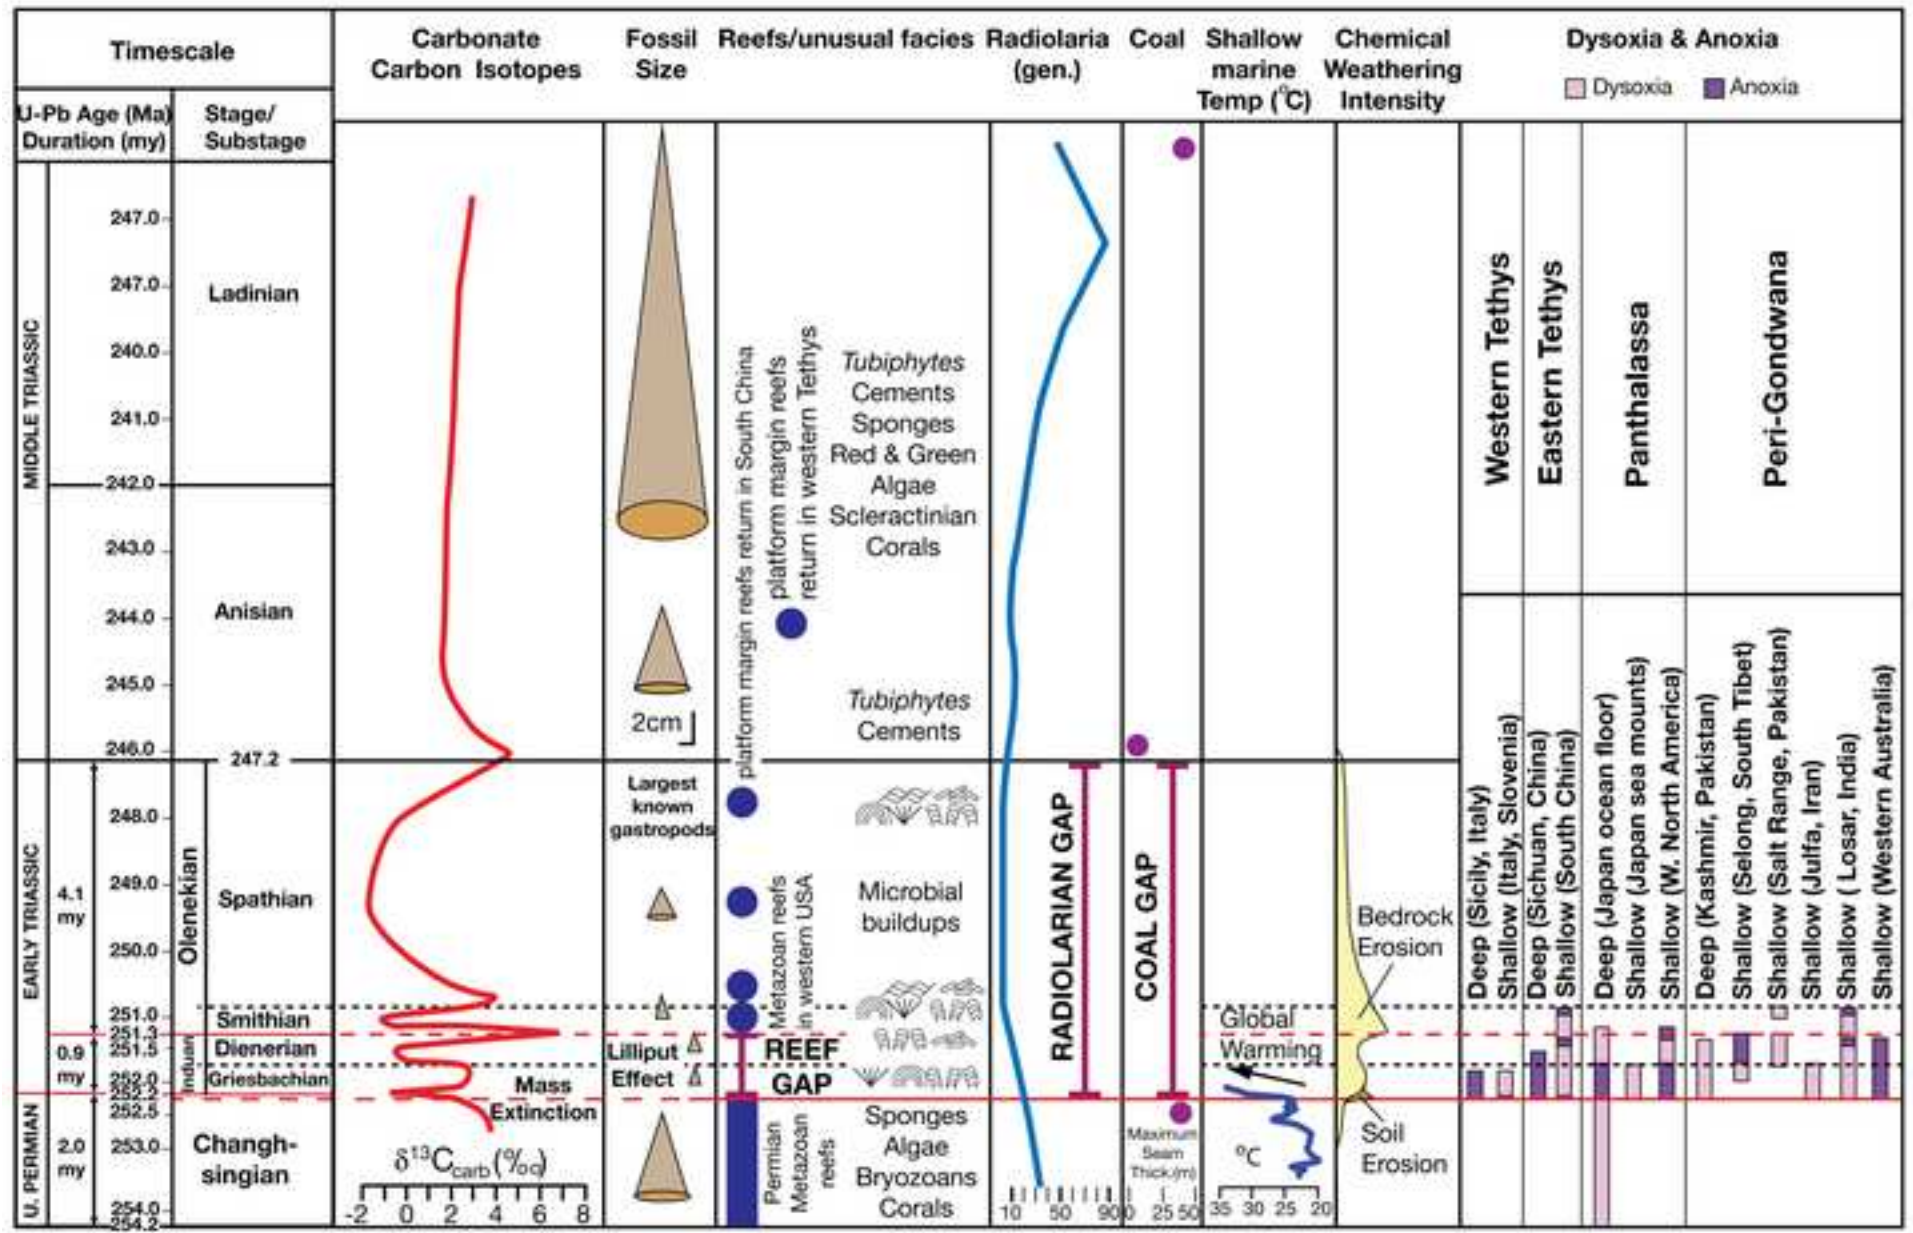 Timescale
U-Pb Age (Ma)
Duration (my)
Stage/
Substage
Carbonate
Carbon Isotopes
Fossil
Size
Reefs/unusual facies
Radiolaria
(gen.)
Coal
Shallow
marine
Temp (°C)
Chemical
Weathering
Intensity
Dysoxia & Anoxia
Dysoxia
Anoxia
MIDDLE TRIASSIC
EARLY TRIASSIC
U. PERMIAN
247.0
247.0
240.0
241.0
242.0
243.0
244.0
245.0
246.0
247.2
248.0
249.0
250.0
251.0
251.3
251.5
252.0
252.2
252.5
253.0
254.0
254.2
4.1
my
0.9
my
2.0
my
Ladinian
Anisian
Olenekian
Spathian
Smithian
Induan
Dienerian
Griesbachian
Changh-
singian
Mass
Extinction
δ13Ccarb (%oo)
-2 0 2 4 6 8
2cm
Largest
known
gastropods
Lilliput
Effect
platform margin reefs return in South China
platform margin reefs
return in western Tethys
Metazoan reefs
in western USA
REEF
GAP
Permian
Metazoan
reefs
Tubiphytes
Cements
Sponges
Red & Green
Algae
Scleractinian
Corals
Tubiphytes
Cements
Microbial
buildups
Sponges
Algae
Bryozoans
Corals
RADIOLARIAN GAP
10 50 90
COAL GAP
Maximum
Seam
Thick.(m)
0 25 50
Global
Warming
°C
35 30 25 20
Bedrock
Erosion
Soil
Erosion
Western Tethys
Eastern Tethys
Panthalassa
Peri-Gondwana
Deep (Sicily, Italy)
Shallow (Italy, Slovenia)
Deep (Sichuan, China)
Shallow (South China)
Deep (Japan ocean floor)
Shallow (Japan sea mounts)
Shallow (W. North America)
Deep (Kashmir, Pakistan)
Shallow (Selong, South Tibet)
Shallow (Salt Range, Pakistan)
Shallow (Julfa, Iran)
Shallow ( Losar, India)
Shallow (Western Australia)